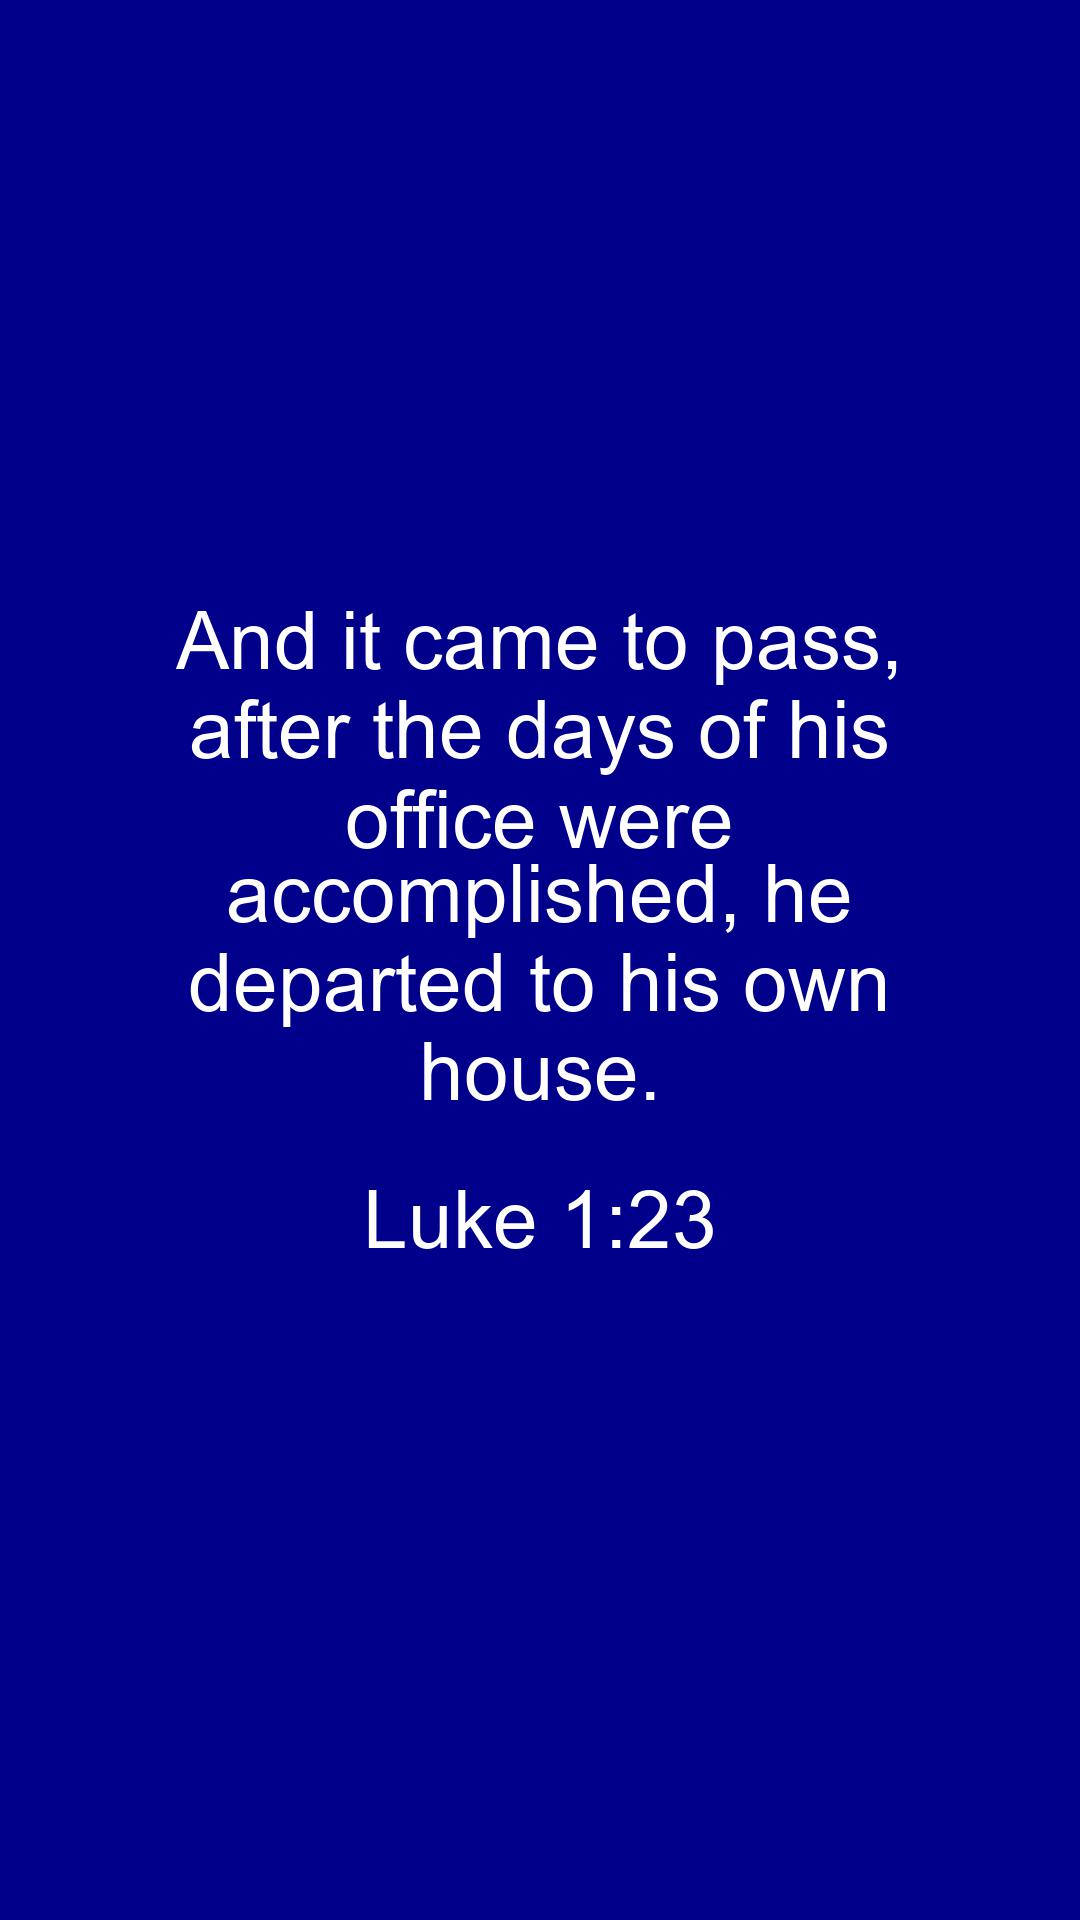 And it came to pass,
after the days of his
office were
accomplished, he
departed to his own
house.
Luke 1:23